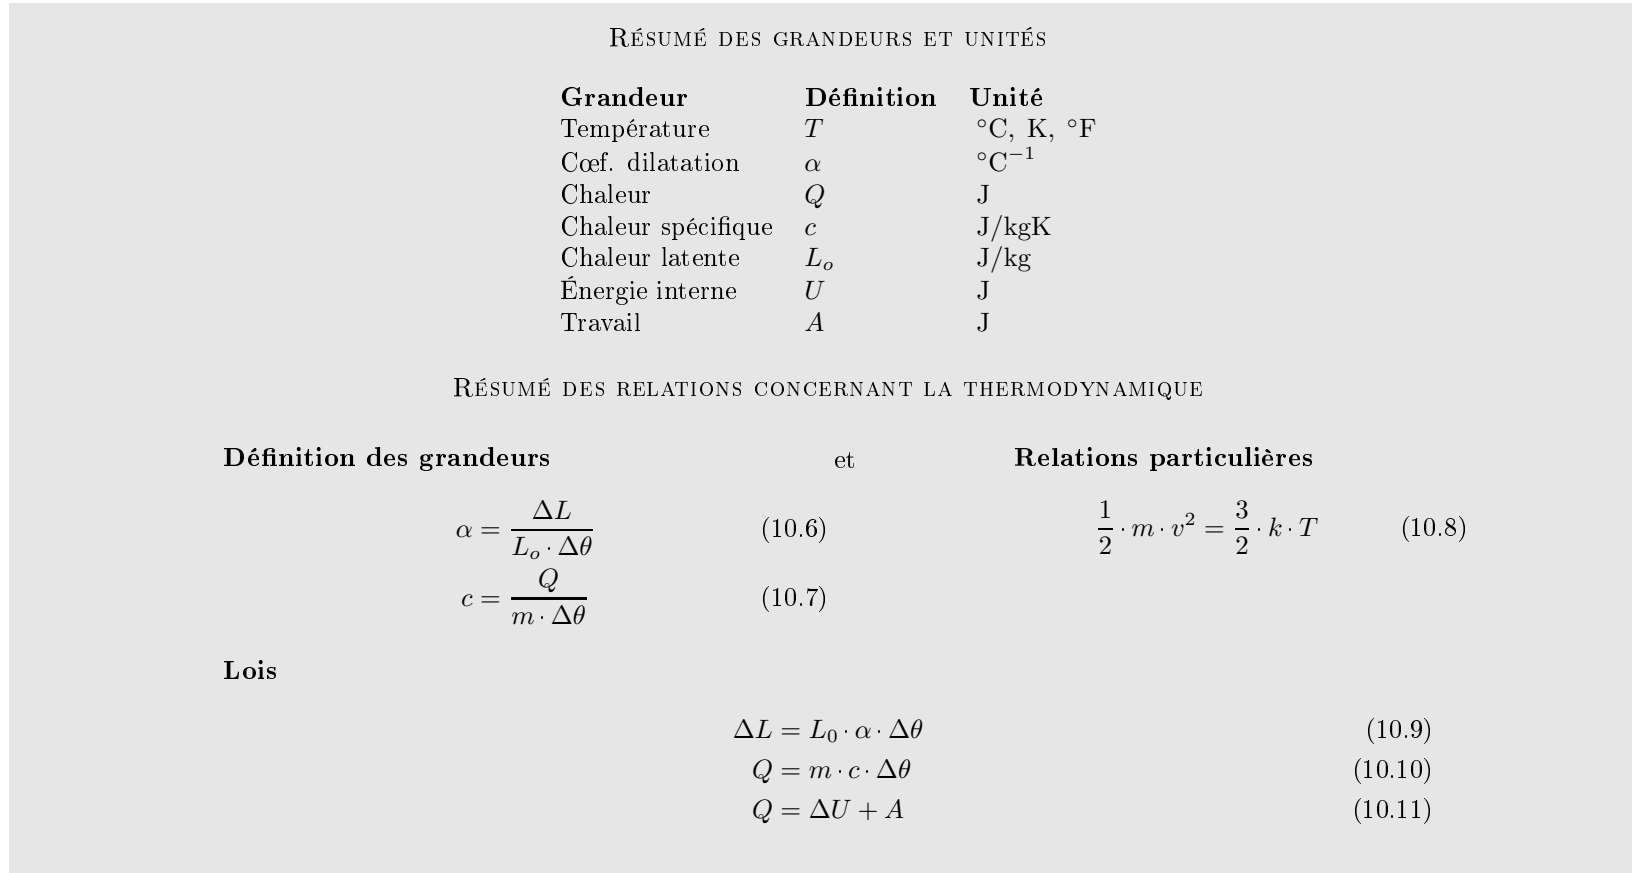 RÉSUMÉ DES GRANDEURS ET UNITÉS
Grandeur Définition Unité
Température T °C, K, °F
Cœf. dilatation α °C⁻¹
Chaleur Q J
Chaleur spécifique c J/kgK
Chaleur latente Lₒ J/kg
Énergie interne U J
Travail A J
RÉSUMÉ DES RELATIONS CONCERNANT LA THERMODYNAMIQUE
Définition des grandeurs et Relations particulières
α = ΔL / (Lₒ · Δθ) (10.6)
c = Q / (m · Δθ) (10.7)
1/2 · m · v² = 3/2 · k · T (10.8)
Lois
ΔL = L₀ · α · Δθ (10.9)
Q = m · c · Δθ (10.10)
Q = ΔU + A (10.11)